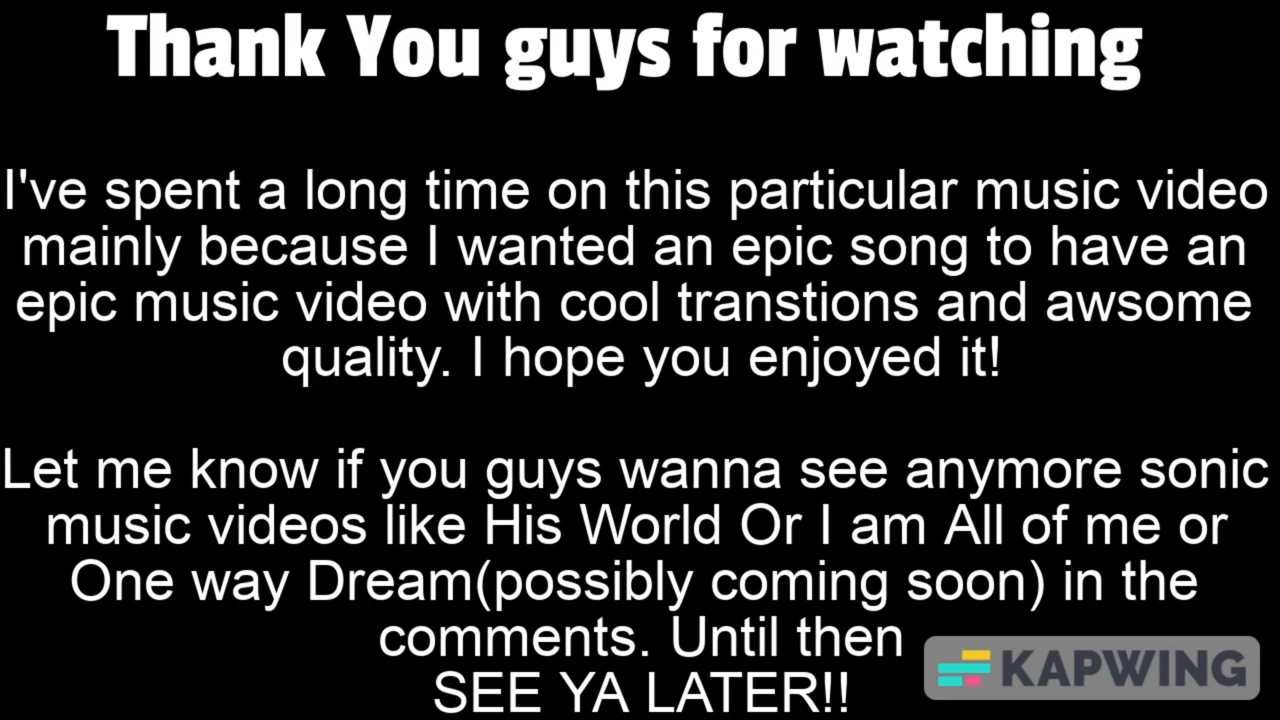 Thank You guys for watching
I've spent a long time on this particular music video
mainly because I wanted an epic song to have an
epic music video with cool transtions and awsome
quality. I hope you enjoyed it!
Let me know if you guys wanna see anymore sonic
music videos like His World Or I am All of me or
One way Dream(possibly coming soon) in the
comments. Until then
SEE YA LATER!!
KAPWING